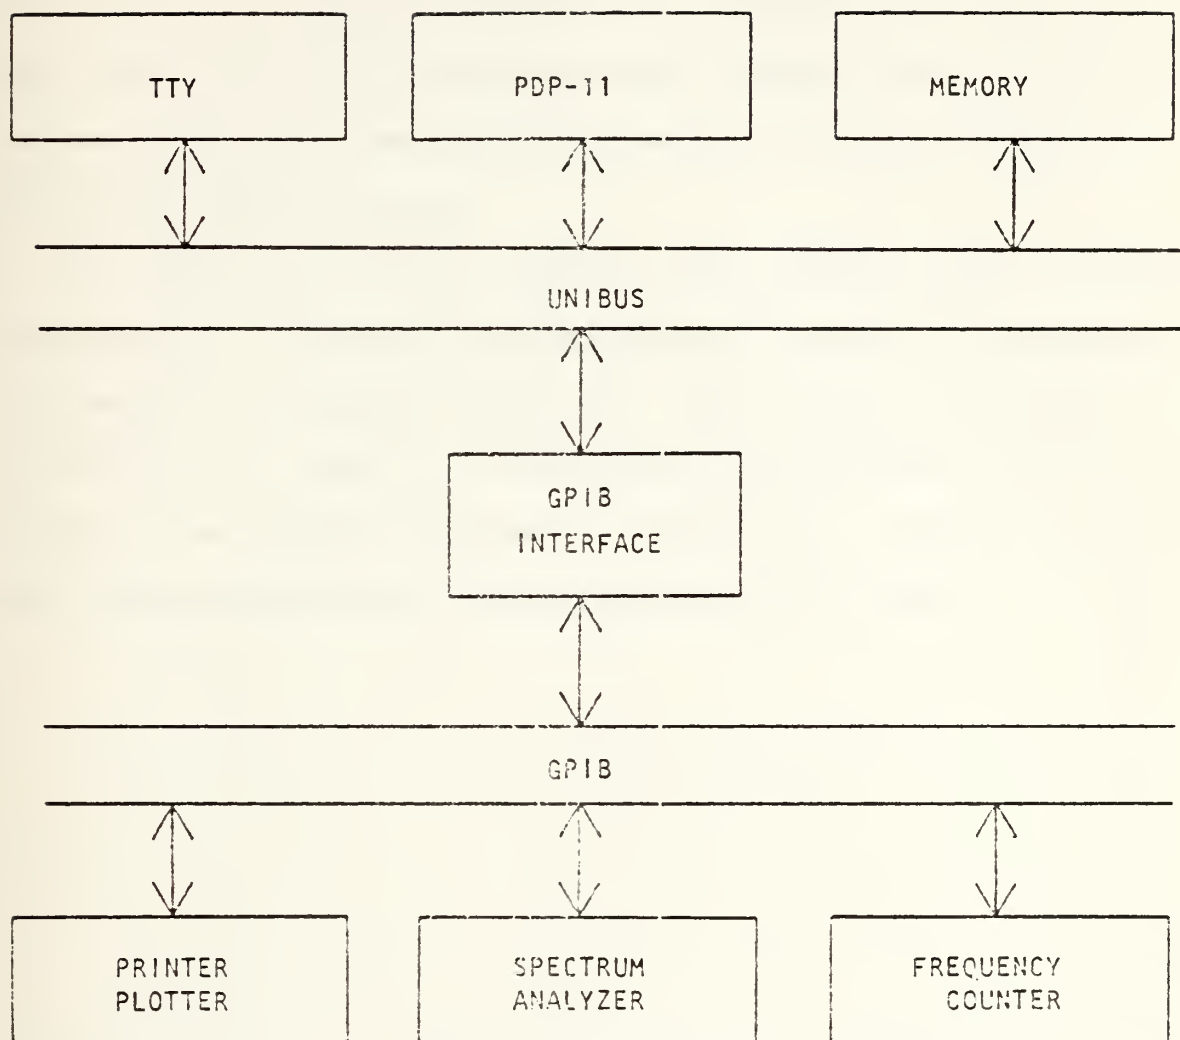 TTY
PDP-11
MEMORY
UNIBUS
GPIB
INTERFACE
GPIB
PRINTER
PLOTTER
SPECTRUM
ANALYZER
FREQUENCY
COUNTER